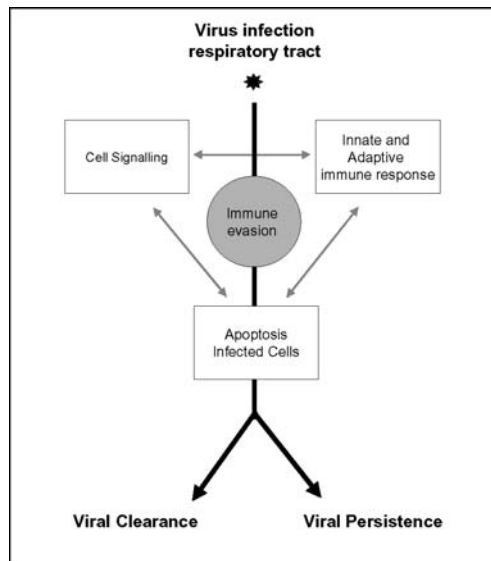 Virus infection
respiratory tract
Cell Signalling
Innate and
Adaptive
immune response
Immune
evasion
Apoptosis
Infected Cells
Viral Clearance
Viral Persistence